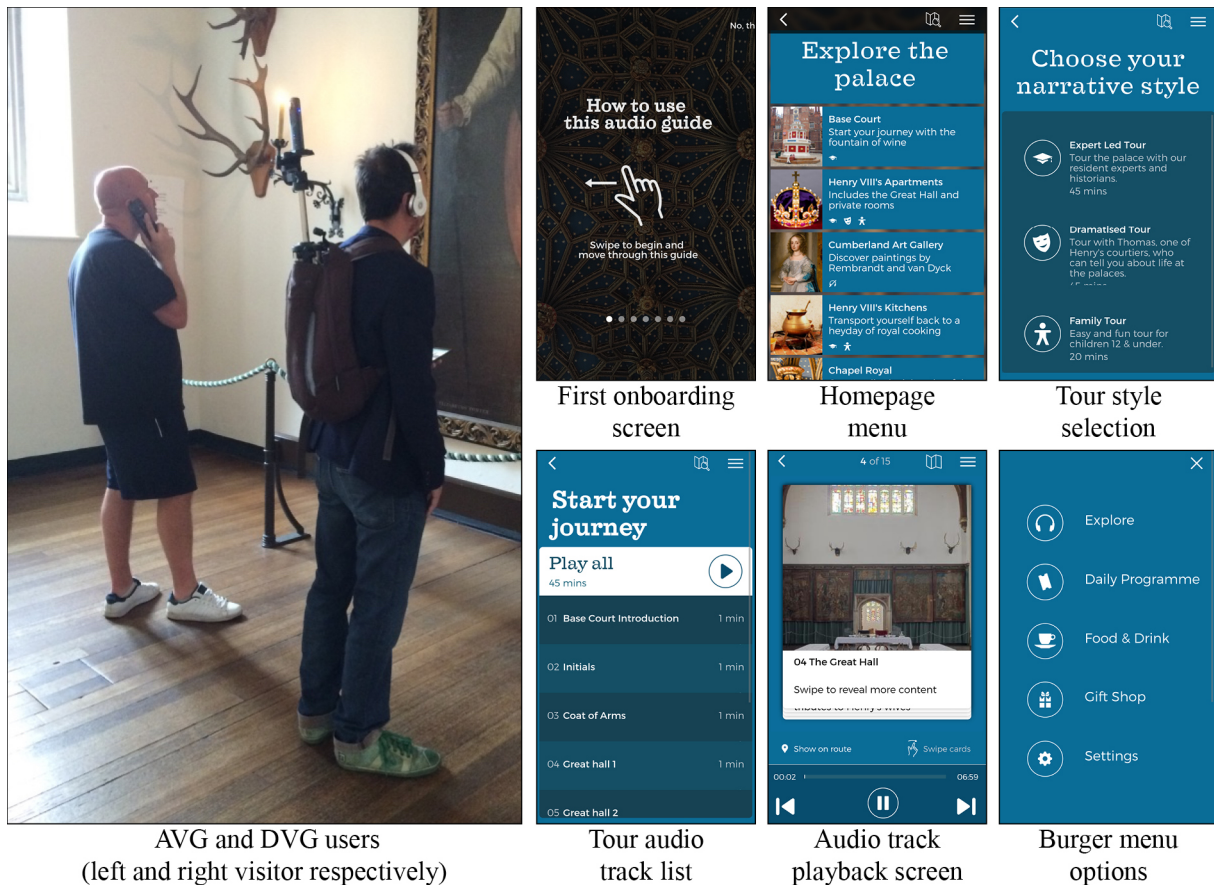 No, th
How to use
this audio guide
Swipe to begin and
move through this guide
First onboarding
screen
Explore the
palace
Base Court
Start your journey with the
fountain of wine
Henry VIII's Apartments
Includes the Great Hall and
private rooms
Cumberland Art Gallery
Discover paintings by
Rembrandt and van Dyck
Henry VIII's Kitchens
Transport yourself back to a
heyday of royal cooking
Chapel Royal
Homepage
menu
Choose your
narrative style
Expert Led Tour
Tour the palace with our
resident experts and
historians.
45 mins
Dramatised Tour
Tour with Thomas, one of
Henry's courtiers, who
can tell you about life at
the palaces.
Family Tour
Easy and fun tour for
children 12 & under.
20 mins
Tour style
selection
AVG and DVG users
(left and right visitor respectively)
Start your
journey
Play all
45 mins
01 Base Court Introduction 1 min
02 Initials 1 min
03 Coat of Arms 1 min
04 Great hall 1 1 min
05 Great hall 2
Tour audio
track list
4 of 15
04 The Great Hall
Swipe to reveal more content
tributes to Henry's wives
Show on route Swipe cards
00:02 06:59
Audio track
playback screen
Explore
Daily Programme
Food & Drink
Gift Shop
Settings
Burger menu
options